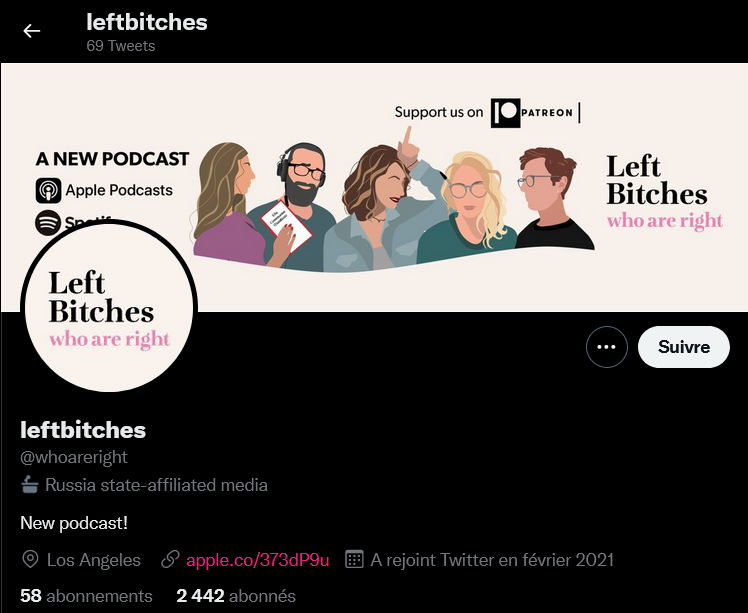 leftbitches
69 Tweets
Support us on PATREON
A NEW PODCAST
Apple Podcasts
Left
Bitches
who are right
Left
Bitches
who are right
Suivre
leftbitches
@whoareright
Russia state-affiliated media
New podcast!
Los Angeles apple.co/373dP9u A rejoint Twitter en février 2021
58 abonnements 2 442 abonnés